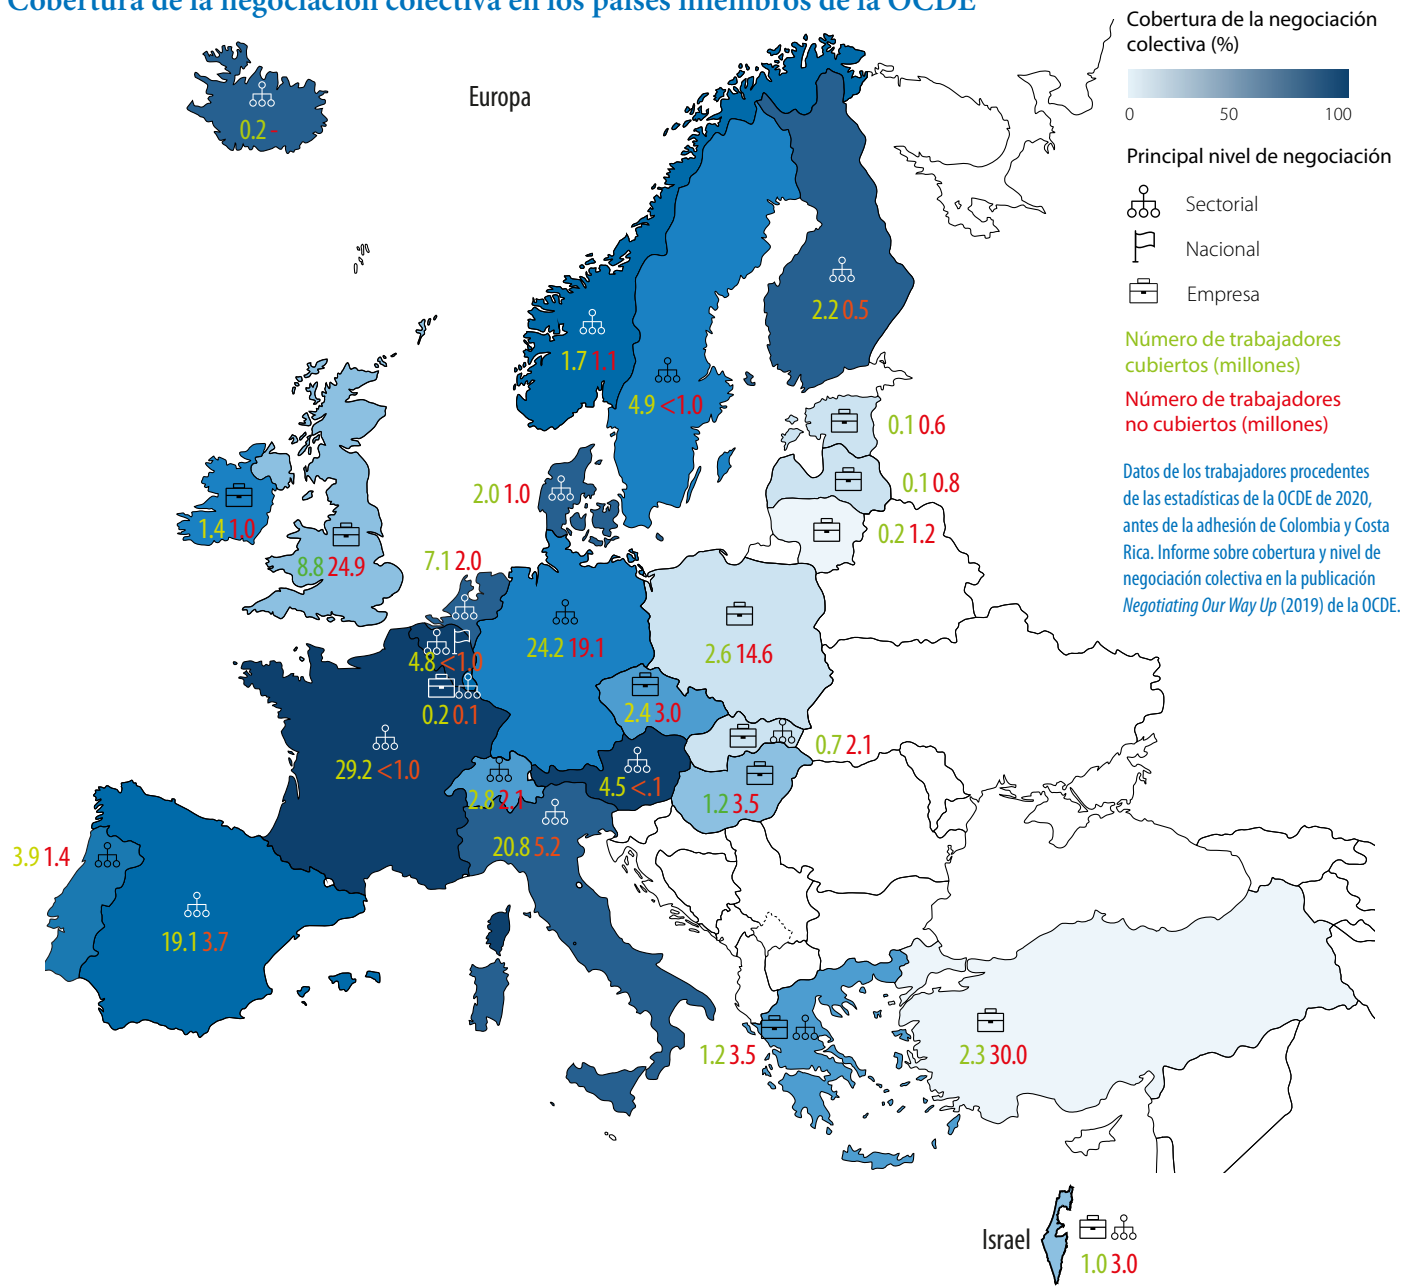 Cobertura de la negociación colectiva en los países miembros de la OCDE
Europa
Cobertura de la negociación
colectiva (%)
0 50 100
Principal nivel de negociación
Sectorial
Nacional
Empresa
Número de trabajadores
cubiertos (millones)
Número de trabajadores
no cubiertos (millones)
Datos de los trabajadores procedentes
de las estadísticas de la OCDE de 2020,
antes de la adhesión de Colombia y Costa
Rica. Informe sobre cobertura y nivel de
negociación colectiva en la publicación
Negotiating Our Way Up (2019) de la OCDE.
0.2 -
2.2 0.5
1.7 1.1
4.9 <1.0
0.1 0.6
0.1 0.8
2.0 1.0
1.4 1.0
0.2 1.2
8.8 24.9
7.1 2.0
24.2 19.1
2.6 14.6
4.8 <1.0
0.2 0.1
2.4 3.0
0.7 2.1
29.2 <1.0
4.5 <.1
2.8 2.1
1.2 3.5
20.8 5.2
3.9 1.4
19.1 3.7
1.2 3.5
2.3 30.0
Israel
1.0 3.0